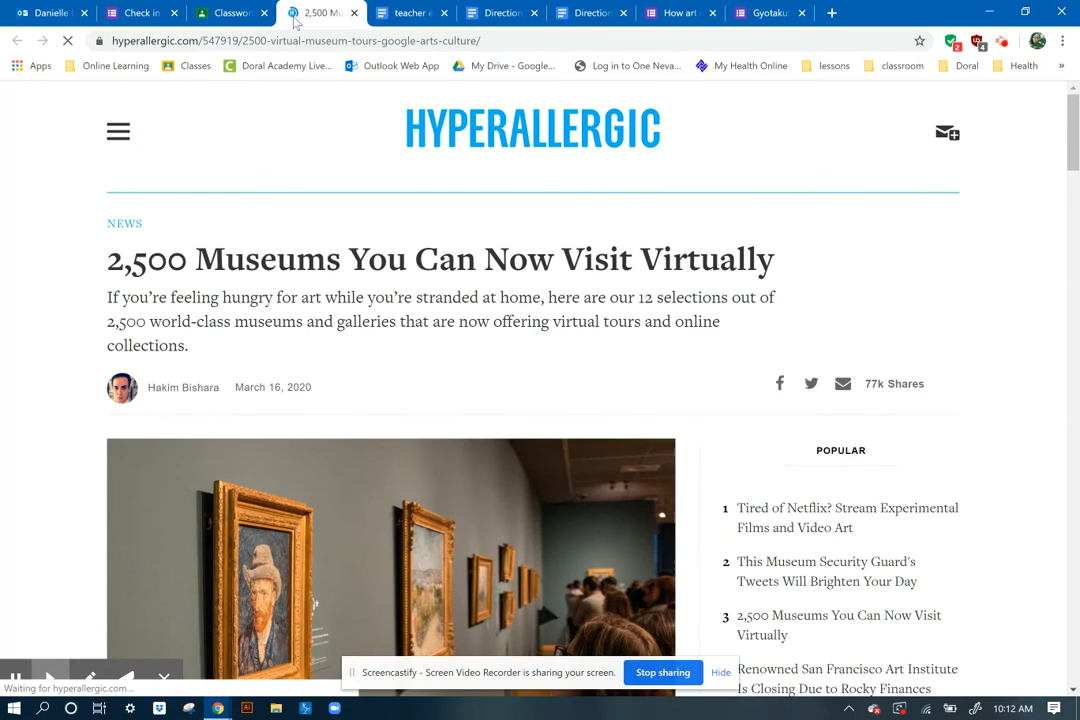 Danielle
Check in
Classwor
2,500 Mu
teacher e
Direction
Direction
How art
Gyotaku
hyperallergic.com/547919/2500-virtual-museum-tours-google-arts-culture/
2
4
Apps
Online Learning
Classes
Doral Academy Live...
Outlook Web App
My Drive - Google...
Log in to One Neva...
My Health Online
lessons
classroom
Doral
Health
»
HYPERALLERGIC
NEWS
2,500 Museums You Can Now Visit Virtually
If you're feeling hungry for art while you're stranded at home, here are our 12 selections out of
2,500 world-class museums and galleries that are now offering virtual tours and online
collections.
Hakim Bishara March 16, 2020
77k Shares
POPULAR
1 Tired of Netflix? Stream Experimental
Films and Video Art
2 This Museum Security Guard's
Tweets Will Brighten Your Day
3 2,500 Museums You Can Now Visit
Virtually
Renowned San Francisco Art Institute
Is Closing Due to Rocky Finances
Screencastify - Screen Video Recorder is sharing your screen.
Stop sharing
Hide
Waiting for hyperallergic.com...
10:12 AM